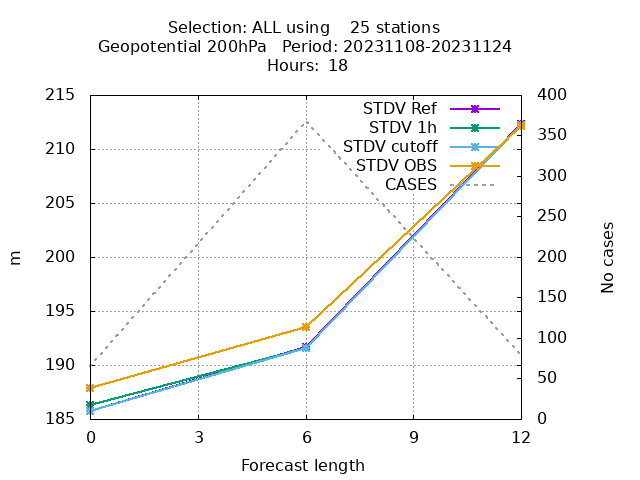 Selection: ALL using    25 stations
Geopotential 200hPa   Period: 20231108-20231124
Hours:  18
215
210
205
200
195
190
185
m
STDV Ref
STDV 1h
STDV cutoff
STDV OBS
CASES
400
350
300
250
200
150
100
50
0
No cases
0 3 6 9 12
Forecast length